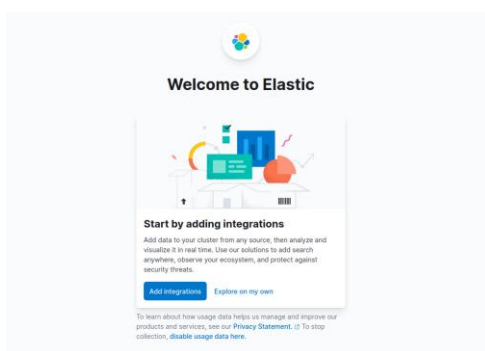 Welcome to Elastic
Start by adding integrations
Add data to your cluster from any source, then analyze and
visualize it in real time. Use our solutions to add search
anywhere, observe your ecosystem, and protect against
security threats.
Add integrations Explore on my own
To learn about how usage data helps us manage and improve our
products and services, see our Privacy Statement. To stop
collection, disable usage data here.